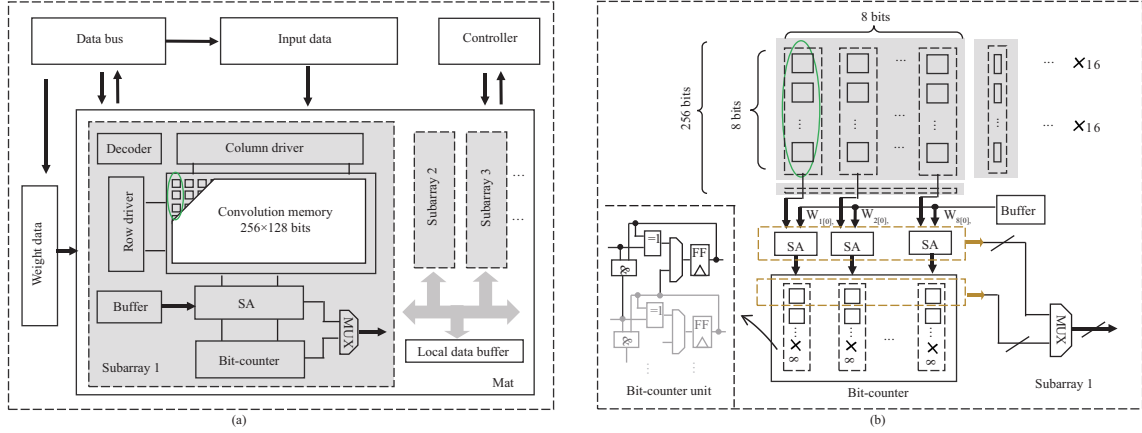 Data bus
Input data
Controller
Decoder
Column driver
Row driver
Convolution memory
256×128 bits
Weight data
Buffer
SA
MUX
Bit-counter
Subarray 1
Subarray 2
Subarray 3
...
Local data buffer
Mat
(a)
8 bits
256 bits
8 bits
... ×16
... ×16
W1[0],
W2[0],
W8[0],
Buffer
SA
SA
SA
=1
FF
&
=1
FF
&
Bit-counter unit
×
8
×
8
...
×
8
MUX
Bit-counter
Subarray 1
(b)